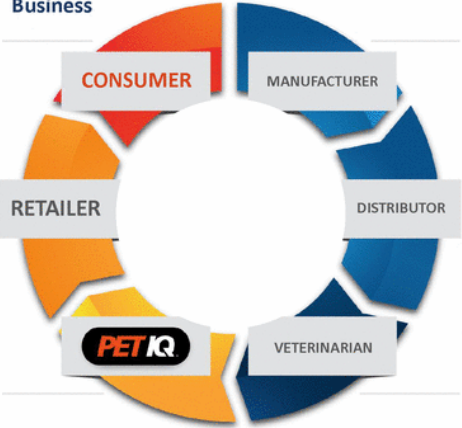 Business
CONSUMER
MANUFACTURER
RETAILER
DISTRIBUTOR
PET IQ
VETERINARIAN